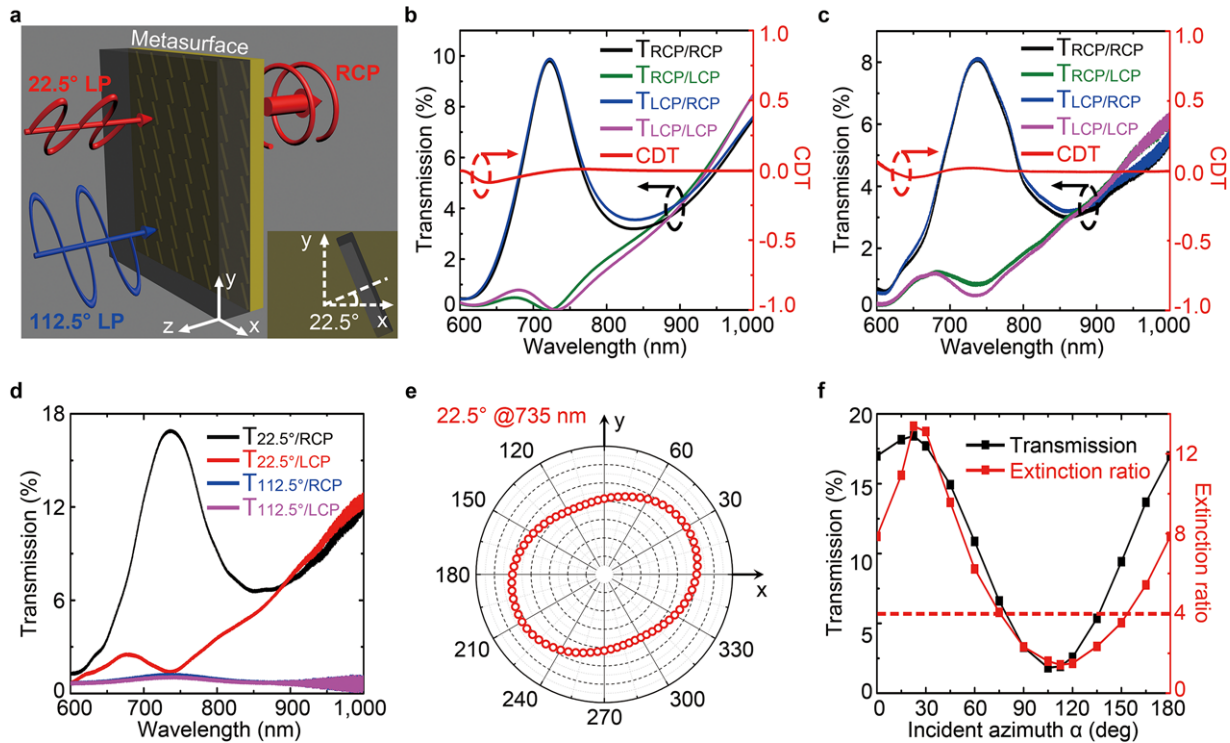 a
Metasurface
22.5° LP
RCP
112.5° LP
y
z
x
y
22.5°
x
b
10
8
6
4
2
0
600
700
800
900
1,000
Wavelength (nm)
Transmission (%)
TRCP/RCP
TRCP/LCP
TLCP/RCP
TLCP/LCP
CDT
1.0
0.5
0.0
-0.5
-1.0
CDT
c
8
6
4
2
0
600
700
800
900
1,000
Wavelength (nm)
Transmission (%)
TRCP/RCP
TRCP/LCP
TLCP/RCP
TLCP/LCP
CDT
1.0
0.5
0.0
-0.5
-1.0
CDT
d
18
12
6
0
600
700
800
900
1,000
Wavelength (nm)
Transmission (%)
T22.5°/RCP
T22.5°/LCP
T112.5°/RCP
T112.5°/LCP
e
22.5° @735 nm
y
x
120
60
150
30
180
210
330
240
300
270
f
20
15
10
5
0
0
30
60
90
120
150
180
Incident azimuth α (deg)
Transmission (%)
Transmission
Extinction ratio
12
8
4
0
Extinction ratio